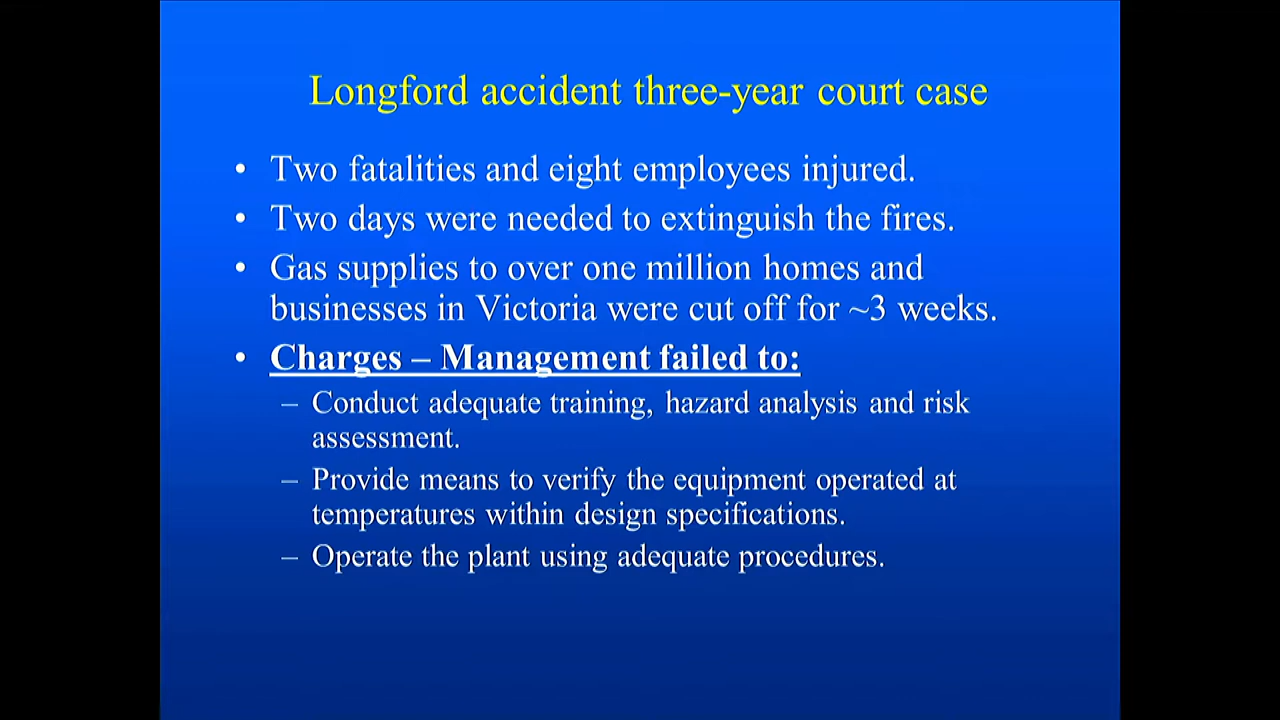 Longford accident three-year court case
• Two fatalities and eight employees injured.
• Two days were needed to extinguish the fires.
• Gas supplies to over one million homes and
businesses in Victoria were cut off for ~3 weeks.
• Charges – Management failed to:
– Conduct adequate training, hazard analysis and risk
assessment.
– Provide means to verify the equipment operated at
temperatures within design specifications.
– Operate the plant using adequate procedures.